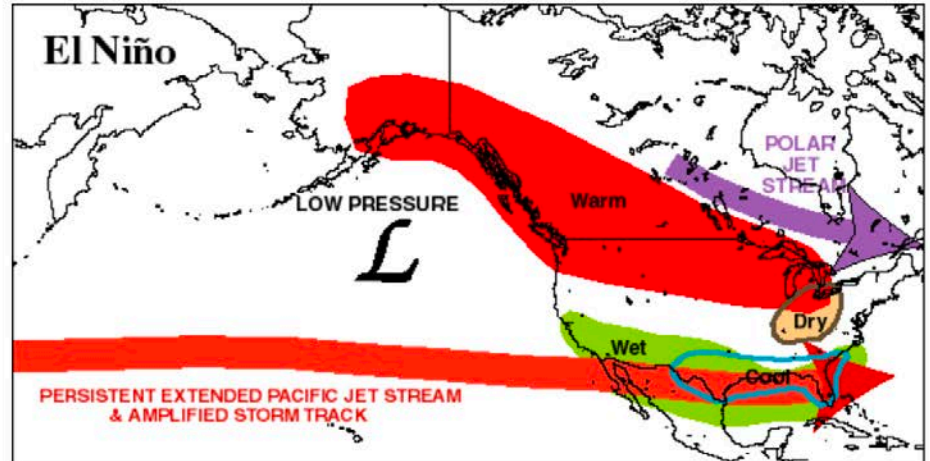 El Niño
POLAR
JET
STREAM
LOW PRESSURE
L
Warm
Dry
Wet
Cool
PERSISTENT EXTENDED PACIFIC JET STREAM
& AMPLIFIED STORM TRACK